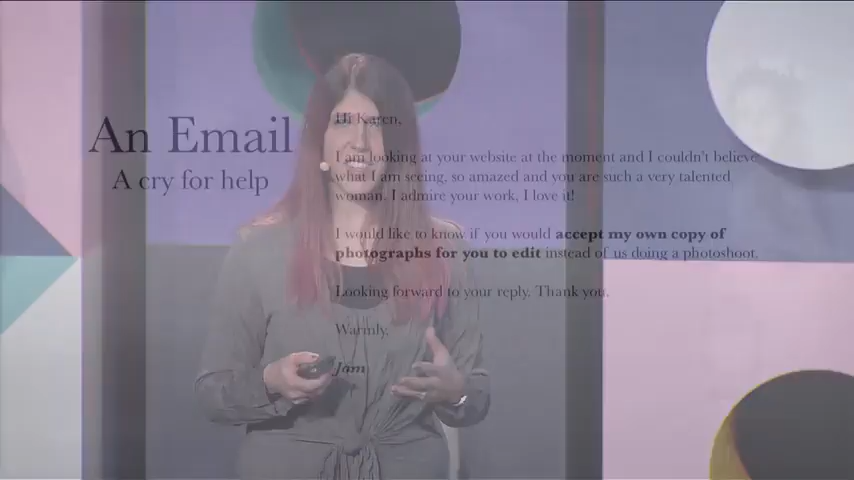 An Email
A cry for help
Hi Karen,
I am looking at your website at the moment and I couldn't believe
what I am seeing, so amazed and you are such a very talented
woman. I admire your work, I love it!
I would like to know if you would accept my own copy of
photographs for you to edit instead of us doing a photoshoot.
Looking forward to your reply. Thank you.
Warmly,
Jam